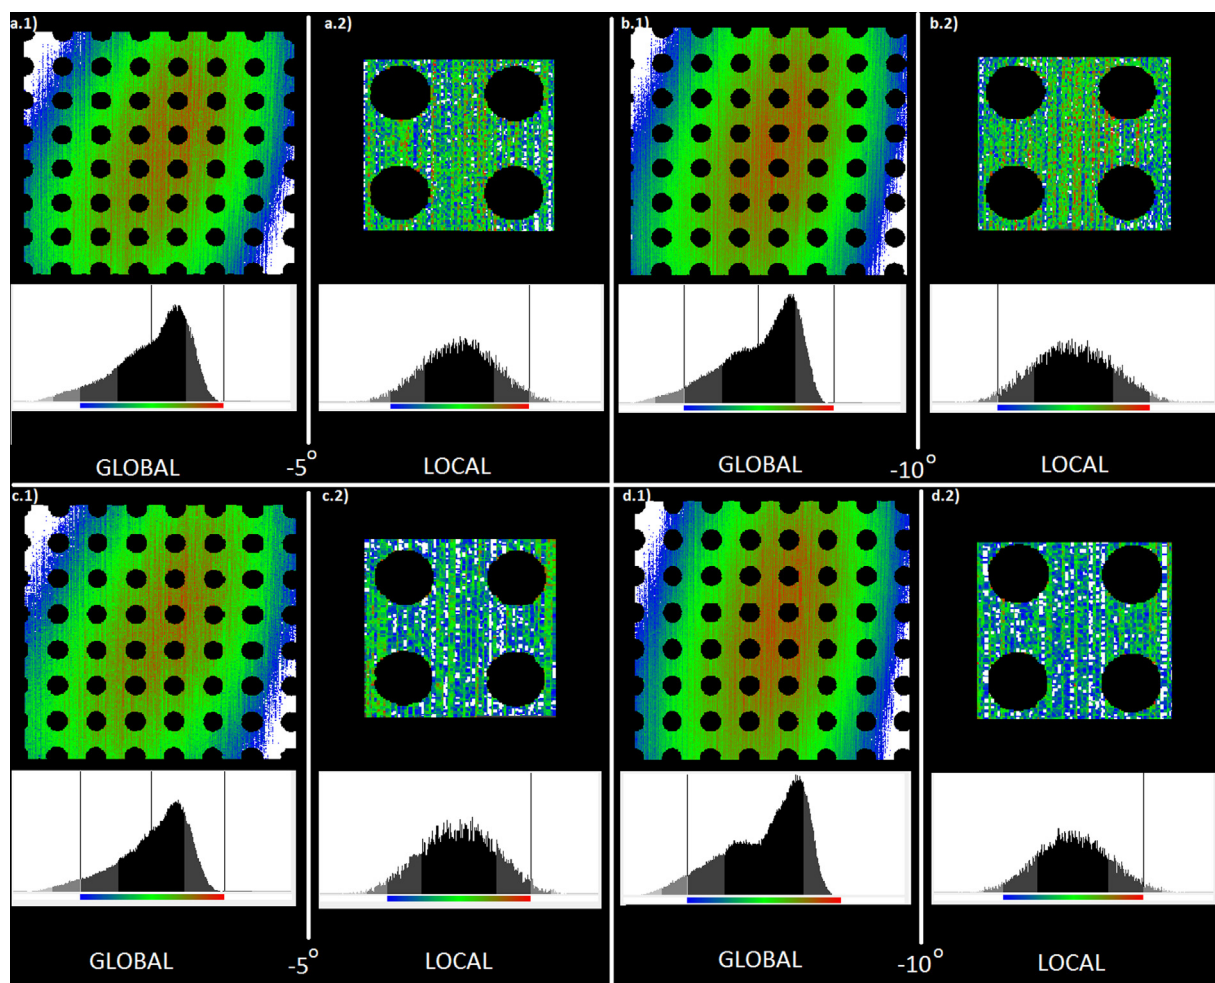 a.1)
a.2)
b.1)
b.2)
GLOBAL
-5°
LOCAL
GLOBAL
-10°
LOCAL
c.1)
c.2)
d.1)
d.2)
GLOBAL
-5°
LOCAL
GLOBAL
-10°
LOCAL